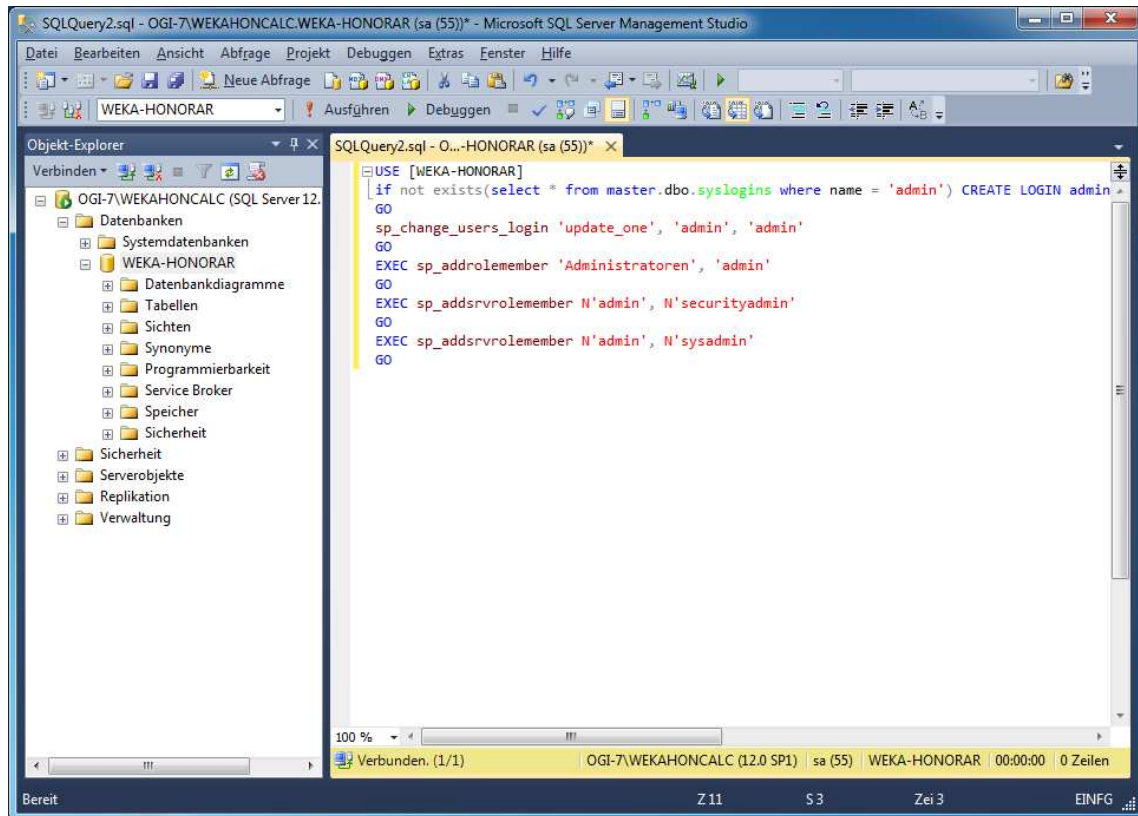 SQLQuery2.sql - OGI-7\WEKAHONCALC.WEKA-HONORAR (sa (55))* - Microsoft SQL Server Management Studio
Datei Bearbeiten Ansicht Abfrage Projekt Debuggen Extras Fenster Hilfe
Neue Abfrage
WEKA-HONORAR Ausführen Debuggen
Objekt-Explorer
Verbinden
OGI-7\WEKAHONCALC (SQL Server 12.
Datenbanken
Systemdatenbanken
WEKA-HONORAR
Datenbankdiagramme
Tabellen
Sichten
Synonyme
Programmierbarkeit
Service Broker
Speicher
Sicherheit
Sicherheit
Serverobjekte
Replikation
Verwaltung
SQLQuery2.sql - O...-HONORAR (sa (55))*
USE [WEKA-HONORAR]
if not exists(select * from master.dbo.syslogins where name = 'admin') CREATE LOGIN admin
GO
sp_change_users_login 'update_one', 'admin', 'admin'
GO
EXEC sp_addrolemember 'Administratoren', 'admin'
GO
EXEC sp_addsrvrolemember N'admin', N'securityadmin'
GO
EXEC sp_addsrvrolemember N'admin', N'sysadmin'
GO
100 %
Verbunden. (1/1) OGI-7\WEKAHONCALC (12.0 SP1) sa (55) WEKA-HONORAR 00:00:00 0 Zeilen
Bereit Z 11 S 3 Zei 3 EINFG